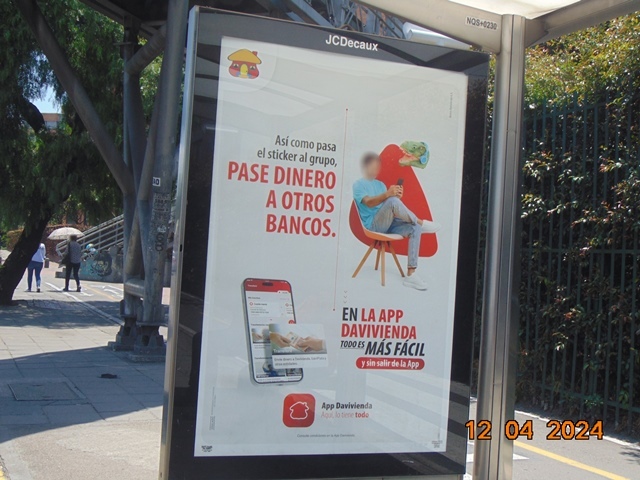 NQS+0230
JCDecaux
Así como pasa
el sticker al grupo,
PASE DINERO
A OTROS
BANCOS.
EN LA APP
DAVIVIENDA
TODO ES MÁS FÁCIL
y sin salir de la App
App Davivienda
Aquí, lo tiene todo
12 04 2024